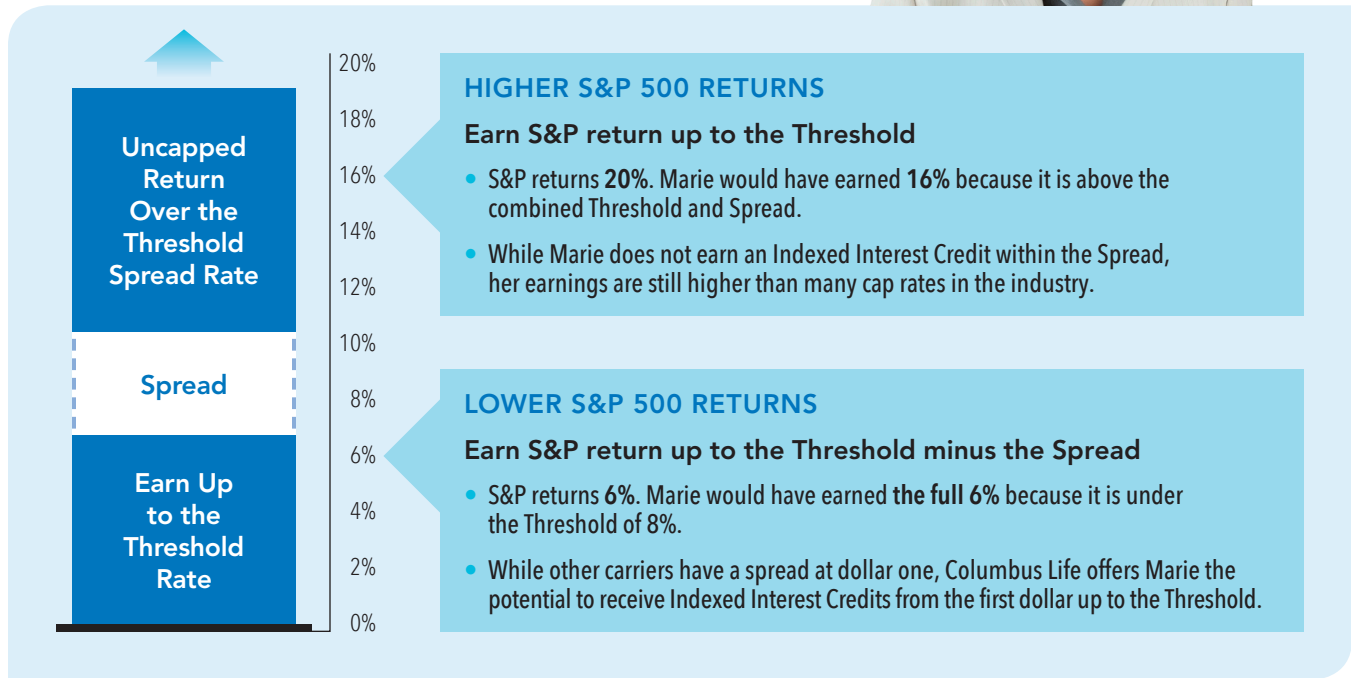 Uncapped
Return
Over the
Threshold
Spread Rate
Spread
Earn Up
to the
Threshold
Rate
20%
18%
16%
14%
12%
10%
8%
6%
4%
2%
0%
HIGHER S&P 500 RETURNS
Earn S&P return up to the Threshold
• S&P returns 20%. Marie would have earned 16% because it is above the
combined Threshold and Spread.
• While Marie does not earn an Indexed Interest Credit within the Spread,
her earnings are still higher than many cap rates in the industry.
LOWER S&P 500 RETURNS
Earn S&P return up to the Threshold minus the Spread
• S&P returns 6%. Marie would have earned the full 6% because it is under
the Threshold of 8%.
• While other carriers have a spread at dollar one, Columbus Life offers Marie the
potential to receive Indexed Interest Credits from the first dollar up to the Threshold.